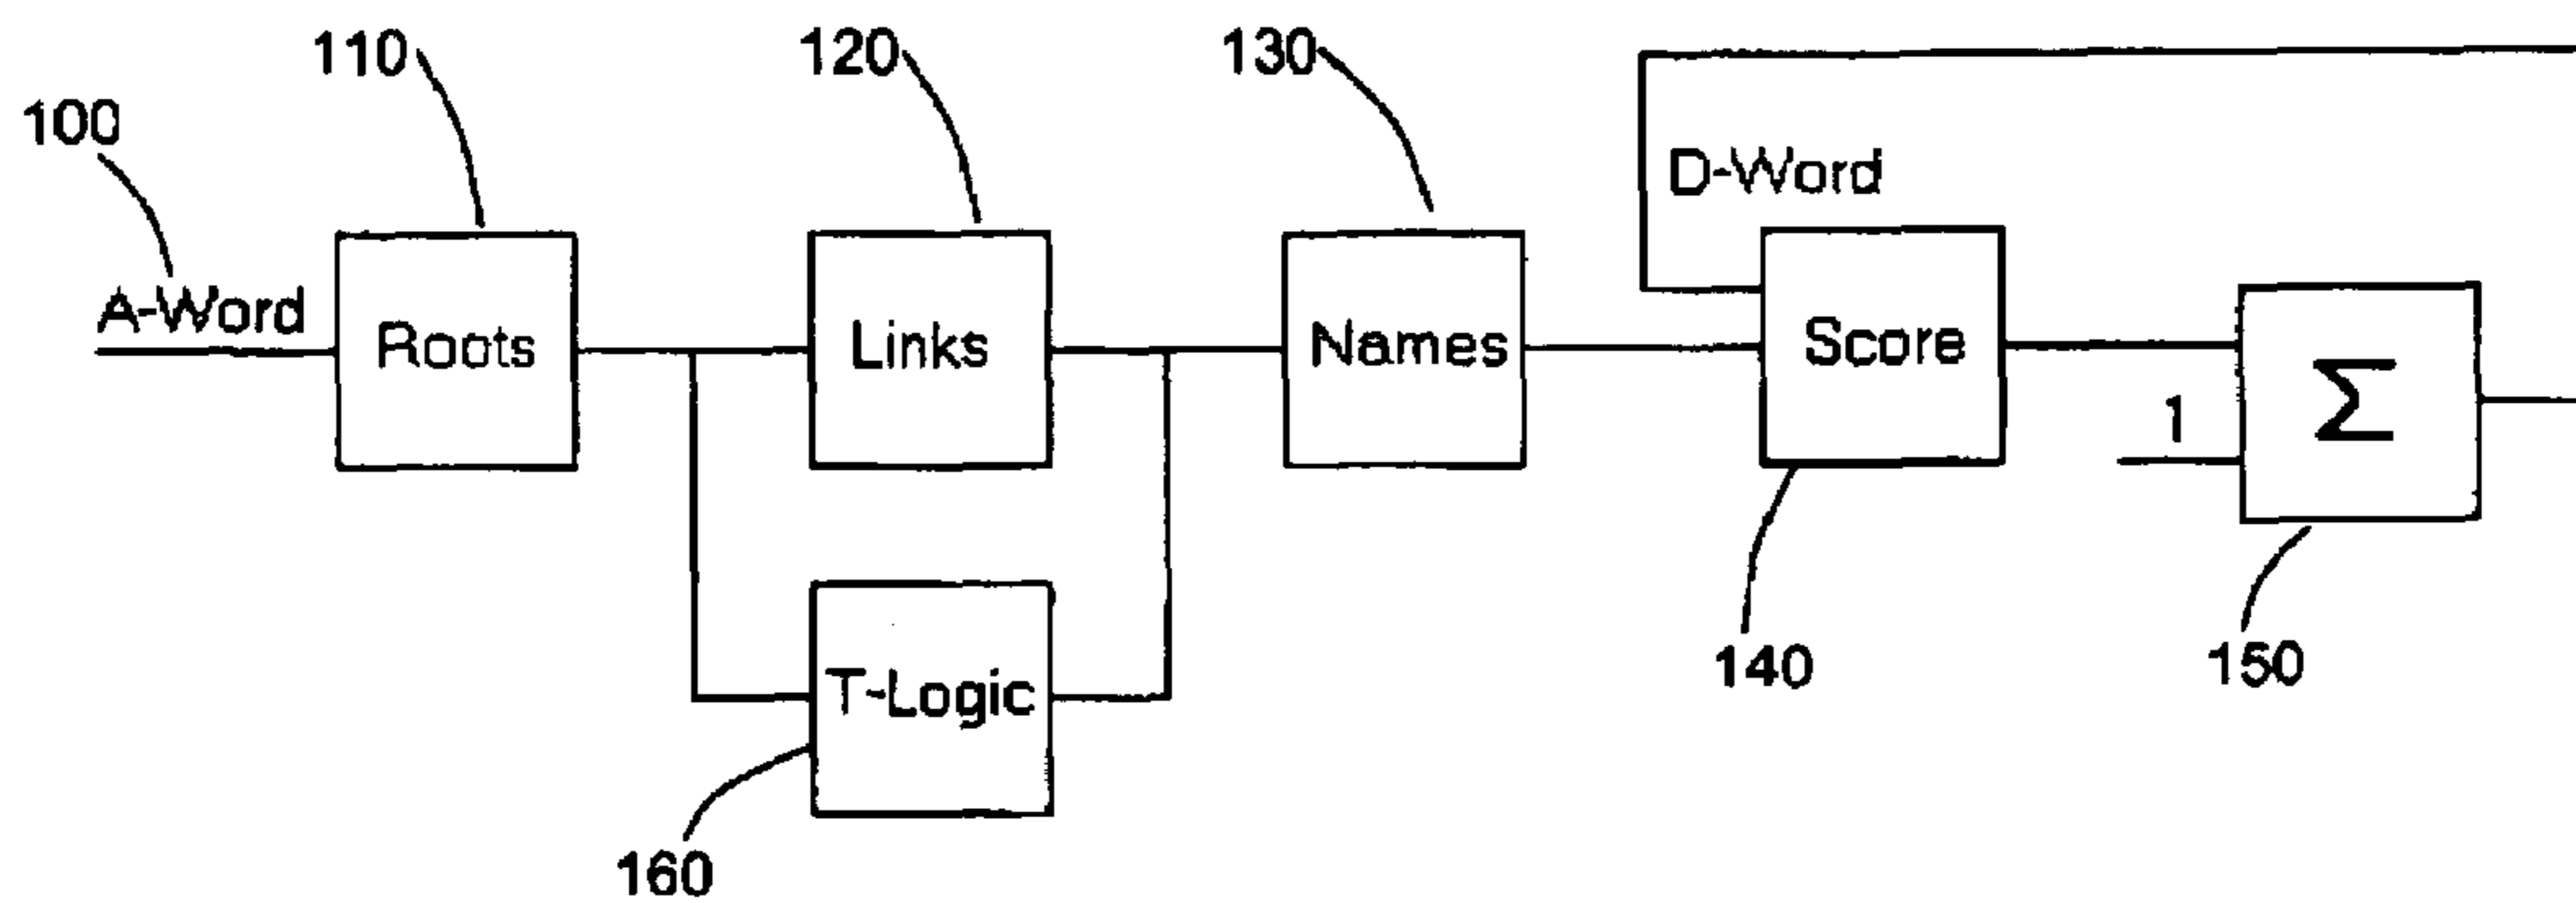 110
120
130
100
D-Word
A-Word
Roots
Links
Names
Score
1
Σ
T-Logic
140
150
160